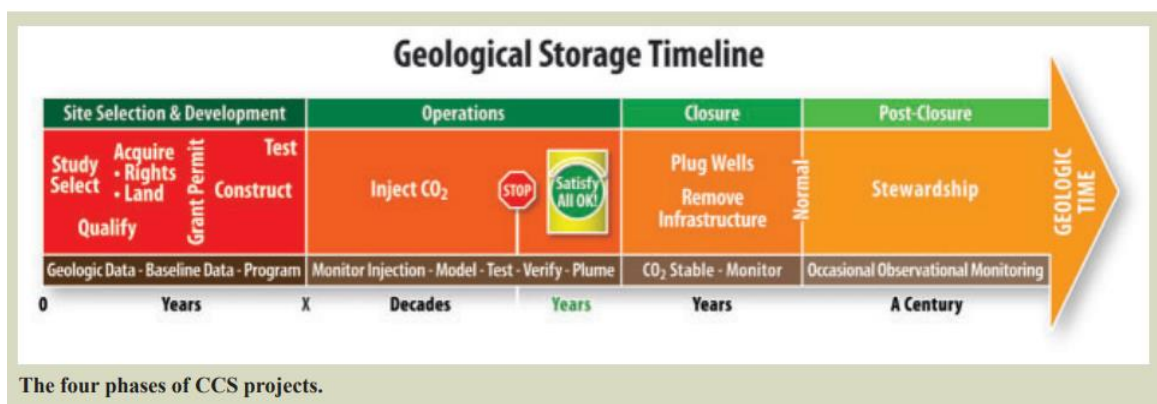 Geological Storage Timeline
Site Selection & Development
Operations
Closure
Post-Closure
Study
Select
Acquire
• Rights
• Land
Qualify
Grant Permit
Test
Construct
Inject CO₂
STOP
Satisfy
All OK!
Plug Wells
Remove
Infrastructure
Normal
Stewardship
GEOLOGIC
TIME
Geologic Data - Baseline Data - Program
Monitor Injection - Model - Test - Verify - Plume
CO₂ Stable - Monitor
Occasional Observational Monitoring
0
Years
X
Decades
Years
Years
A Century
The four phases of CCS projects.